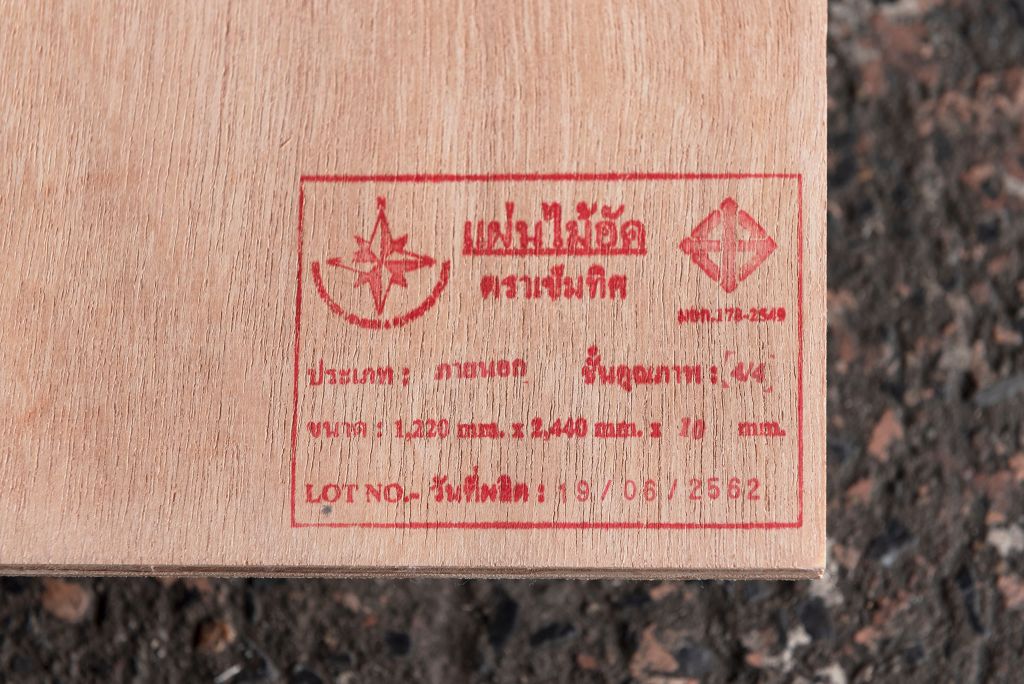 N
แผ่นไม้อัด
ตราเข็มทิศ
มอก.178-2549
ประเภท : ภายนอก ชั้นคุณภาพ : (4/4)
ขนาด : 1,220 mm. x 2,440 mm. x 10 mm.
LOT NO.- วันที่ผลิต : 19/06/2562